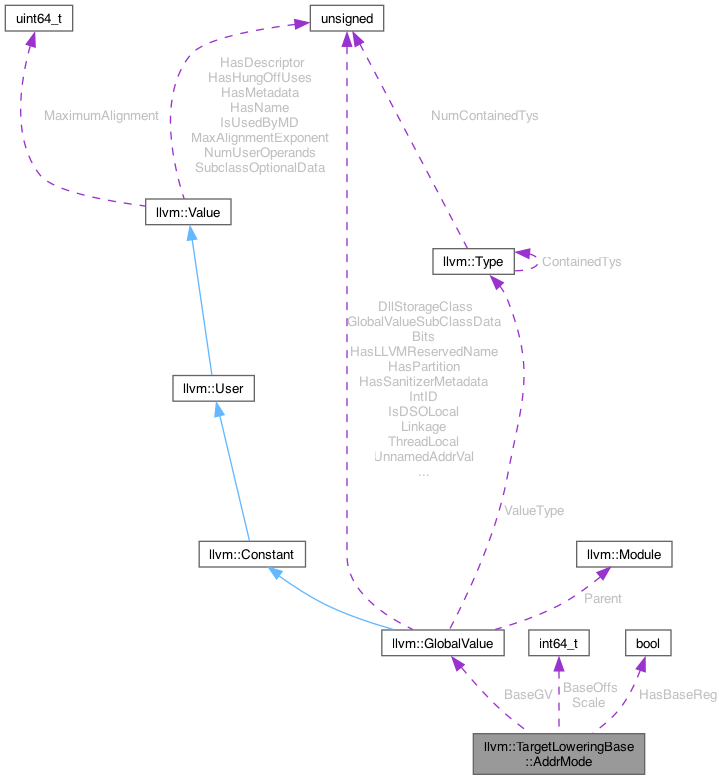 uint64_t
unsigned
HasDescriptor
HasHungOffUses
HasMetadata
HasName
IsUsedByMD
MaxAlignmentExponent
NumUserOperands
SubclassOptionalData
MaximumAlignment
NumContainedTys
llvm::Value
llvm::Type
ContainedTys
DllStorageClass
GlobalValueSubClassData
Bits
HasLLVMReservedName
HasPartition
HasSanitizerMetadata
IntID
IsDSOLocal
Linkage
ThreadLocal
UnnamedAddrVal
...
llvm::User
ValueType
llvm::Constant
llvm::Module
Parent
llvm::GlobalValue
int64_t
bool
BaseGV
BaseOffs
Scale
HasBaseReg
llvm::TargetLoweringBase
::AddrMode